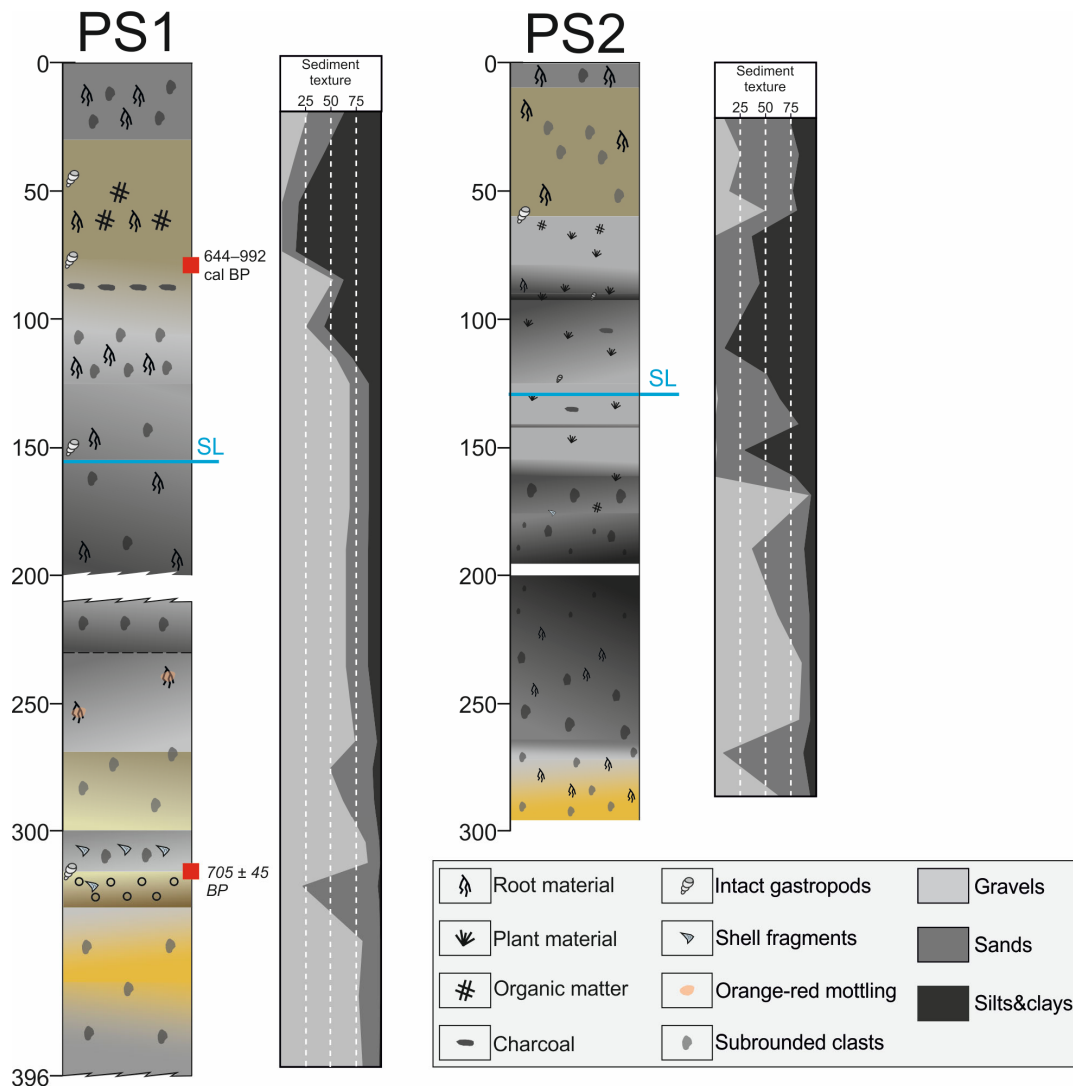 PS1
PS2
0
50
100
150
200
250
300
396
Sediment
texture
25 50 75
644–992
cal BP
SL
705 ± 45
BP
0
50
100
150
200
250
300
Sediment
texture
25 50 75
SL
Root material
Plant material
Organic matter
Charcoal
Intact gastropods
Shell fragments
Orange-red mottling
Subrounded clasts
Gravels
Sands
Silts&clays